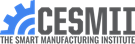 CESMII
THE SMART MANUFACTURING INSTITUTE